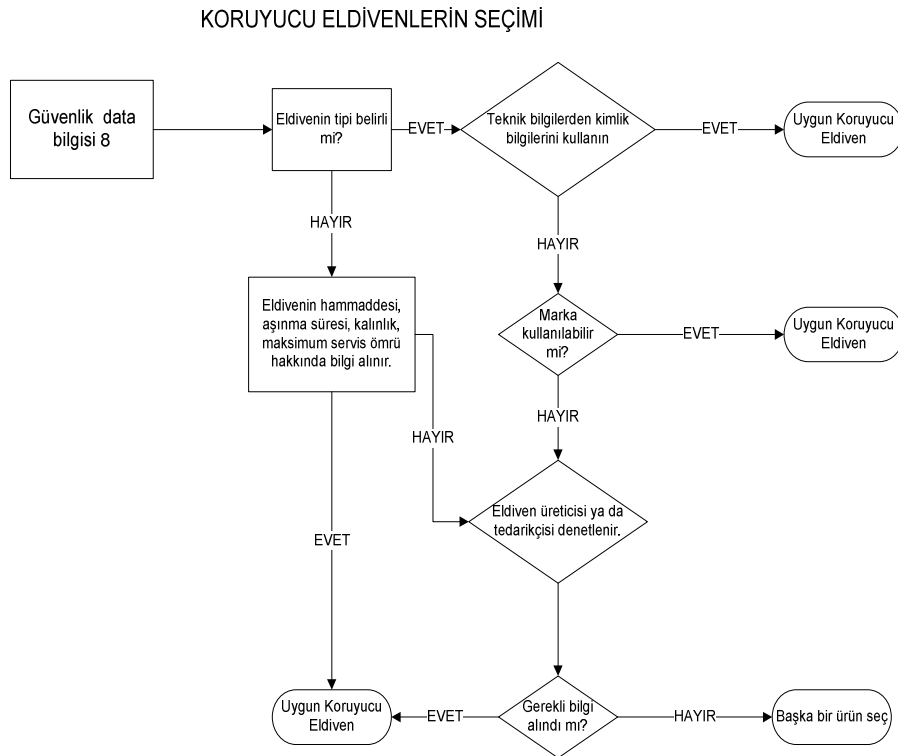 KORUYUCU ELDİVENLERİN SEÇİMİ
Güvenlik data
bilgisi 8
Eldivenin tipi belirli
mi?
EVET
Teknik bilgilerden kimlik
bilgilerini kullanın
EVET
Uygun Koruyucu
Eldiven
HAYIR
HAYIR
Eldivenin hammaddesi,
aşınma süresi, kalınlık,
maksimum servis ömrü
hakkında bilgi alınır.
Marka
kullanılabilir
mi?
EVET
Uygun Koruyucu
Eldiven
HAYIR
HAYIR
Eldiven üreticisi ya da
tedarikçisi denetlenir.
EVET
Uygun Koruyucu
Eldiven
EVET
Gerekli bilgi
alındı mı?
HAYIR
Başka bir ürün seç